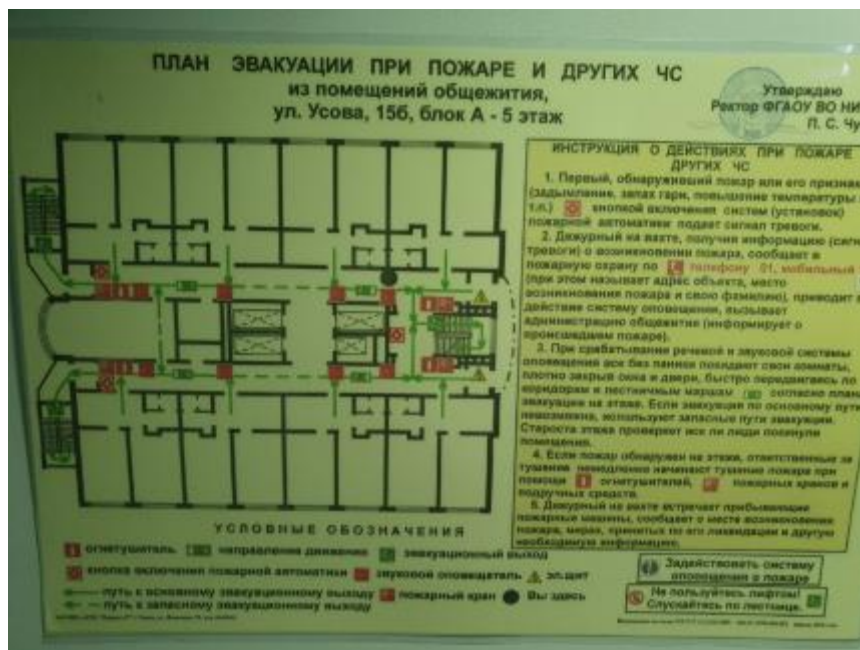 ПЛАН ЭВАКУАЦИИ ПРИ ПОЖАРЕ И ДРУГИХ ЧС
из помещений общежития,
ул. Усова, 15б, блок А - 5 этаж
Утверждаю
Ректор ФГАОУ ВО НИ
П. С. Чу
ИНСТРУКЦИЯ О ДЕЙСТВИЯХ ПРИ ПОЖАРЕ
ДРУГИХ ЧС
1. Первый, обнаруживший пожар или его признак
(задымление, запах гари, повышение температуры
т.п.) кнопкой включения систем (установок)
пожарной автоматики подает сигнал тревоги.
2. Дежурный на вахте, получив информацию (сигн
тревоги) о возникновении пожара, сообщает в
пожарную охрану по телефону 01, мобильный
(при этом называет адрес объекта, место
возникновения пожара и свою фамилию), приводит в
действие систему оповещения, вызывает
администрацию общежития (информирует о
происшедшем пожаре).
3. При срабатывании речевой и звуковой системы
оповещения все без паники покидают свои комнаты,
плотно закрыв окна и двери, быстро передвигаясь по
коридорам и лестничным маршам согласно плана
эвакуации на этаже. Если эвакуация по основному пути
невозможна, используют запасные пути эвакуации.
Староста этажа проверяет все ли люди покинули
помещения.
4. Если пожар обнаружен на этаже, ответственные за
тушение немедленно начинают тушение пожара при
помощи огнетушителей, пожарных кранов и
подручных средств.
5. Дежурный на вахте встречает прибывающие
пожарные машины, сообщает о месте возникновения
пожара, мерах, принятых по его ликвидации и другую
необходимую информацию.
УСЛОВНЫЕ ОБОЗНАЧЕНИЯ
огнетушитель направление движения эвакуационный выход
кнопка включения пожарной автоматики звуковой оповещатель эл.щит
путь к основному эвакуационному выходу пожарный кран Вы здесь
путь к запасному эвакуационному выходу
Задействовать систему
оповещения о пожаре
Не пользуйтесь лифтом!
Спускайтесь по лестнице.